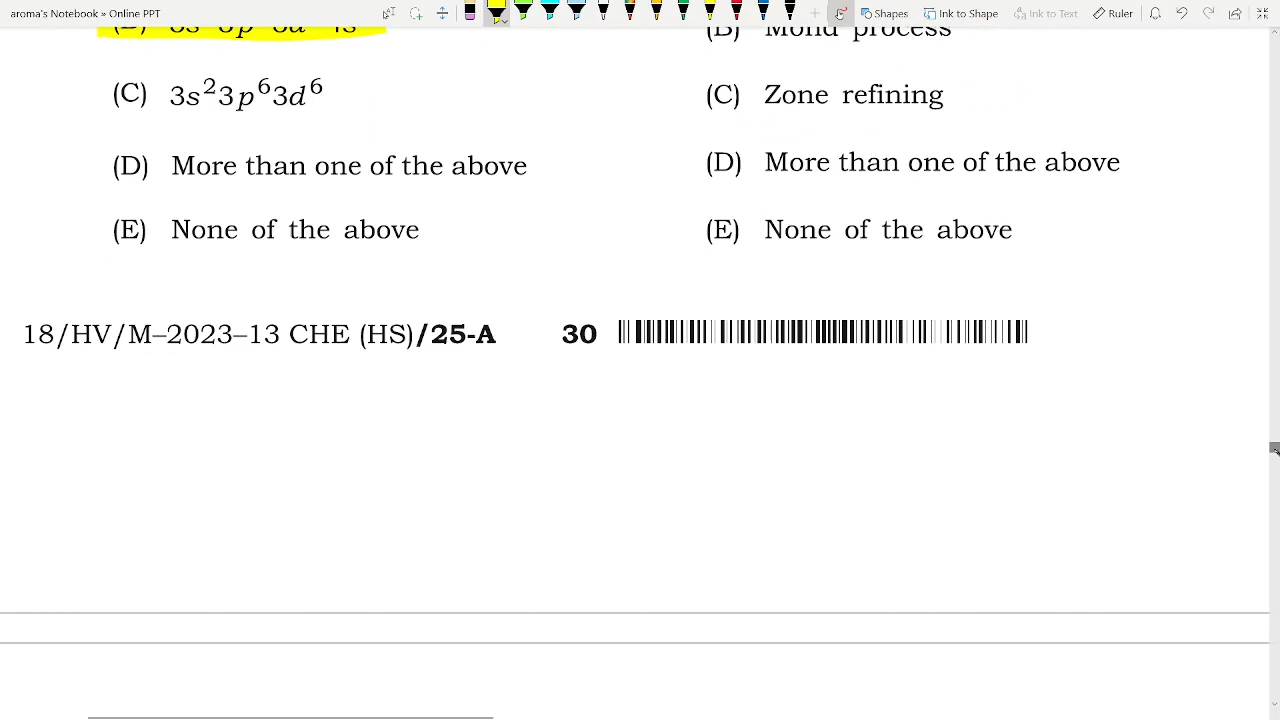 aroma's Notebook » Online PPT
Shapes
Ink to Shape
Ink to Text
Ruler
(C) 3s²3p⁶3d⁶
(D) More than one of the above
(E) None of the above
(B) Mond process
(C) Zone refining
(D) More than one of the above
(E) None of the above
18/HV/M–2023–13 CHE (HS)/25-A 30